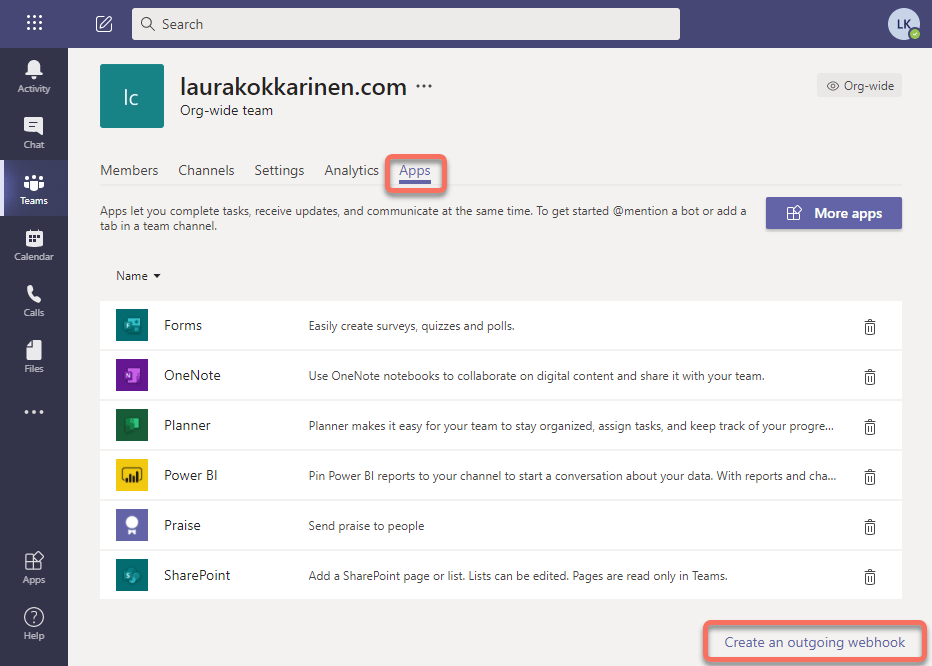 Search
LK
Activity
Chat
Teams
Calendar
Calls
Files
Apps
Help
lc
laurakokkarinen.com ...
Org-wide team
Org-wide
Members Channels Settings Analytics Apps
Apps let you complete tasks, receive updates, and communicate at the same time. To get started @mention a bot or add a
tab in a team channel.
More apps
Name
Forms Easily create surveys, quizzes and polls.
OneNote Use OneNote notebooks to collaborate on digital content and share it with your team.
Planner Planner makes it easy for your team to stay organized, assign tasks, and keep track of your progre...
Power BI Pin Power BI reports to your channel to start a conversation about your data. With reports and cha...
Praise Send praise to people
SharePoint Add a SharePoint page or list. Lists can be edited. Pages are read only in Teams.
Create an outgoing webhook